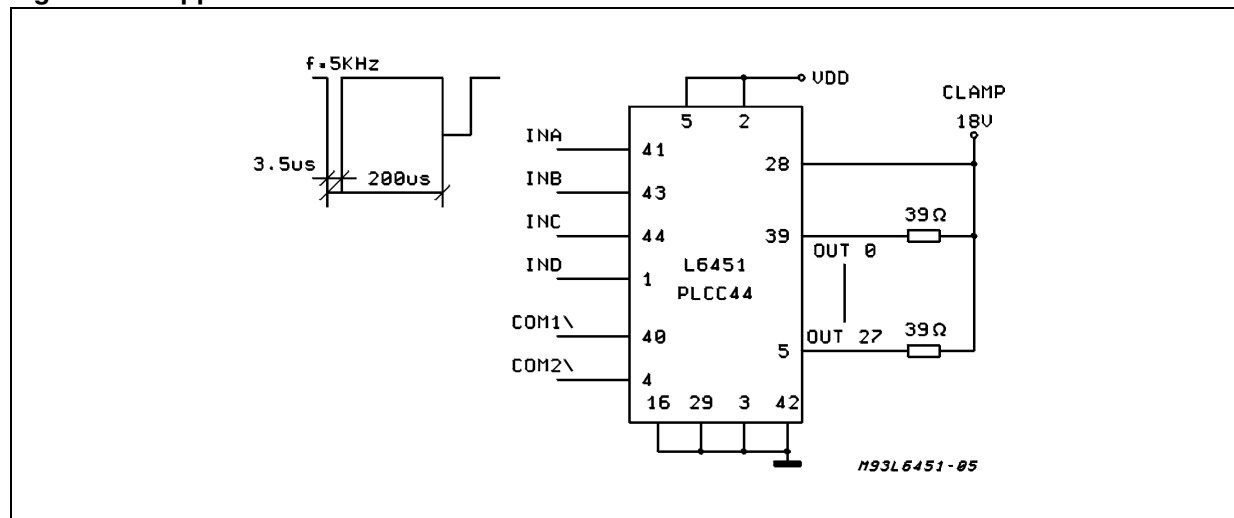 f=5KHz
3.5us
200us
INA
INB
INC
IND
COM1\
COM2\
41
43
44
1
40
4
5 2
VDD
CLAMP
18V
28
39
39Ω
OUT 0
L6451
PLCC44
OUT 27
39Ω
5
16 29 3 42
M93L6451-05